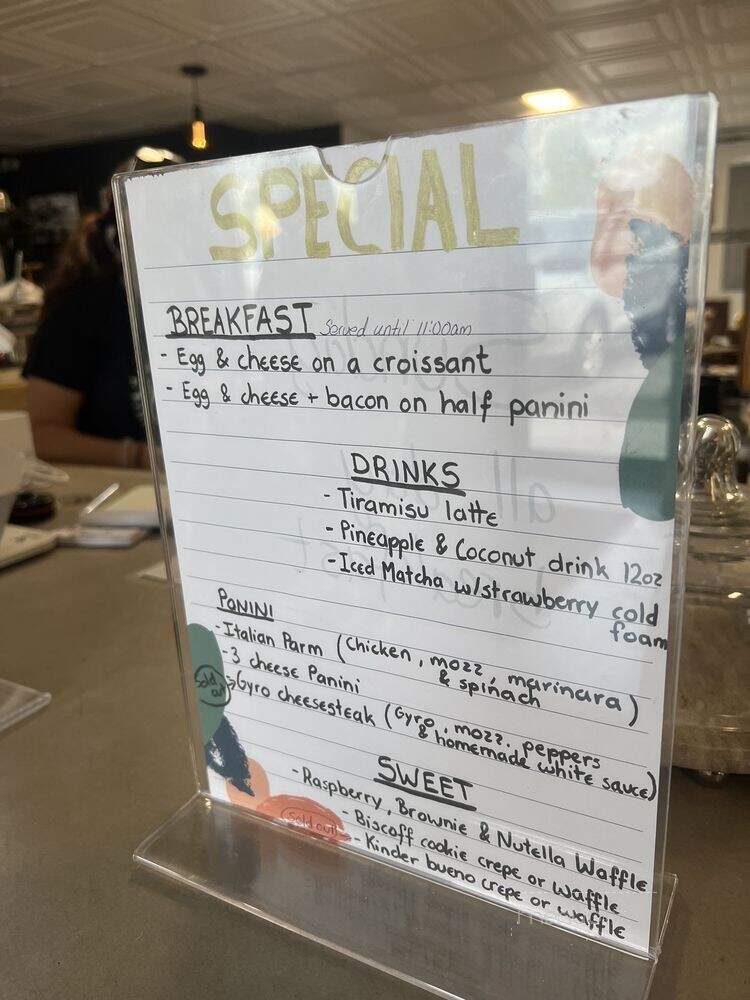 SPECIAL
BREAKFAST Served until 11:00am
- Egg & cheese on a croissant
- Egg & cheese + bacon on half panini
DRINKS
- Tiramisu latte
- Pineapple & Coconut drink 12oz
- Iced Matcha w/strawberry cold
foam
PANINI
- Italian Parm (Chicken, mozz, marinara
& spinach)
- 3 cheese Panini
Sold out → Gyro cheesesteak (Gyro, mozz. peppers
& homemade white sauce)
SWEET
- Raspberry, Brownie & Nutella Waffle
- Biscoff cookie crepe or waffle
Sold out - Kinder bueno crepe or waffle